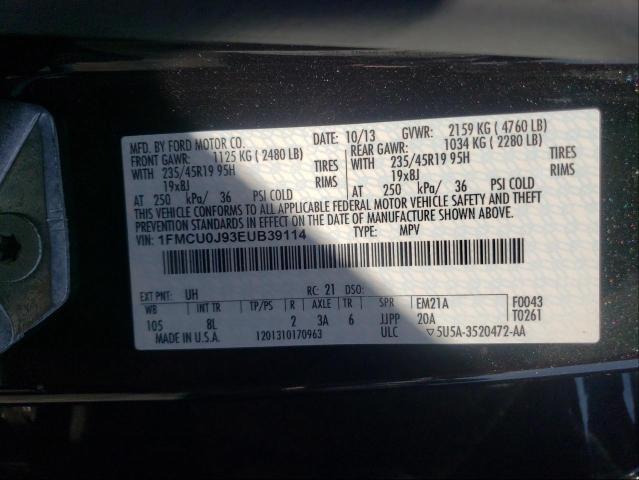 MFD. BY FORD MOTOR CO.
DATE: 10/13 GVWR: 2159 KG ( 4760 LB)
FRONT GAWR: 1125 KG ( 2480 LB)
REAR GAWR: 1034 KG ( 2280 LB)
WITH 235/45R19 95H TIRES
WITH 235/45R19 95H TIRES
19x8J RIMS
19x8J RIMS
AT 250 kPa/ 36 PSI COLD
AT 250 kPa/ 36 PSI COLD
THIS VEHICLE CONFORMS TO ALL APPLICABLE FEDERAL MOTOR VEHICLE SAFETY AND THEFT
PREVENTION STANDARDS IN EFFECT ON THE DATE OF MANUFACTURE SHOWN ABOVE.
VIN: 1FMCU0J93EUB39114 TYPE: MPV
EXT PNT: UH RC: 21 DSO:
WB INT TR TP/PS R AXLE TR SPR EM21A F0043
105 8L 2 3A 6 JJPP 20A T0261
MADE IN U.S.A. 1201310170963 ULC ▽5U5A-3520472-AA